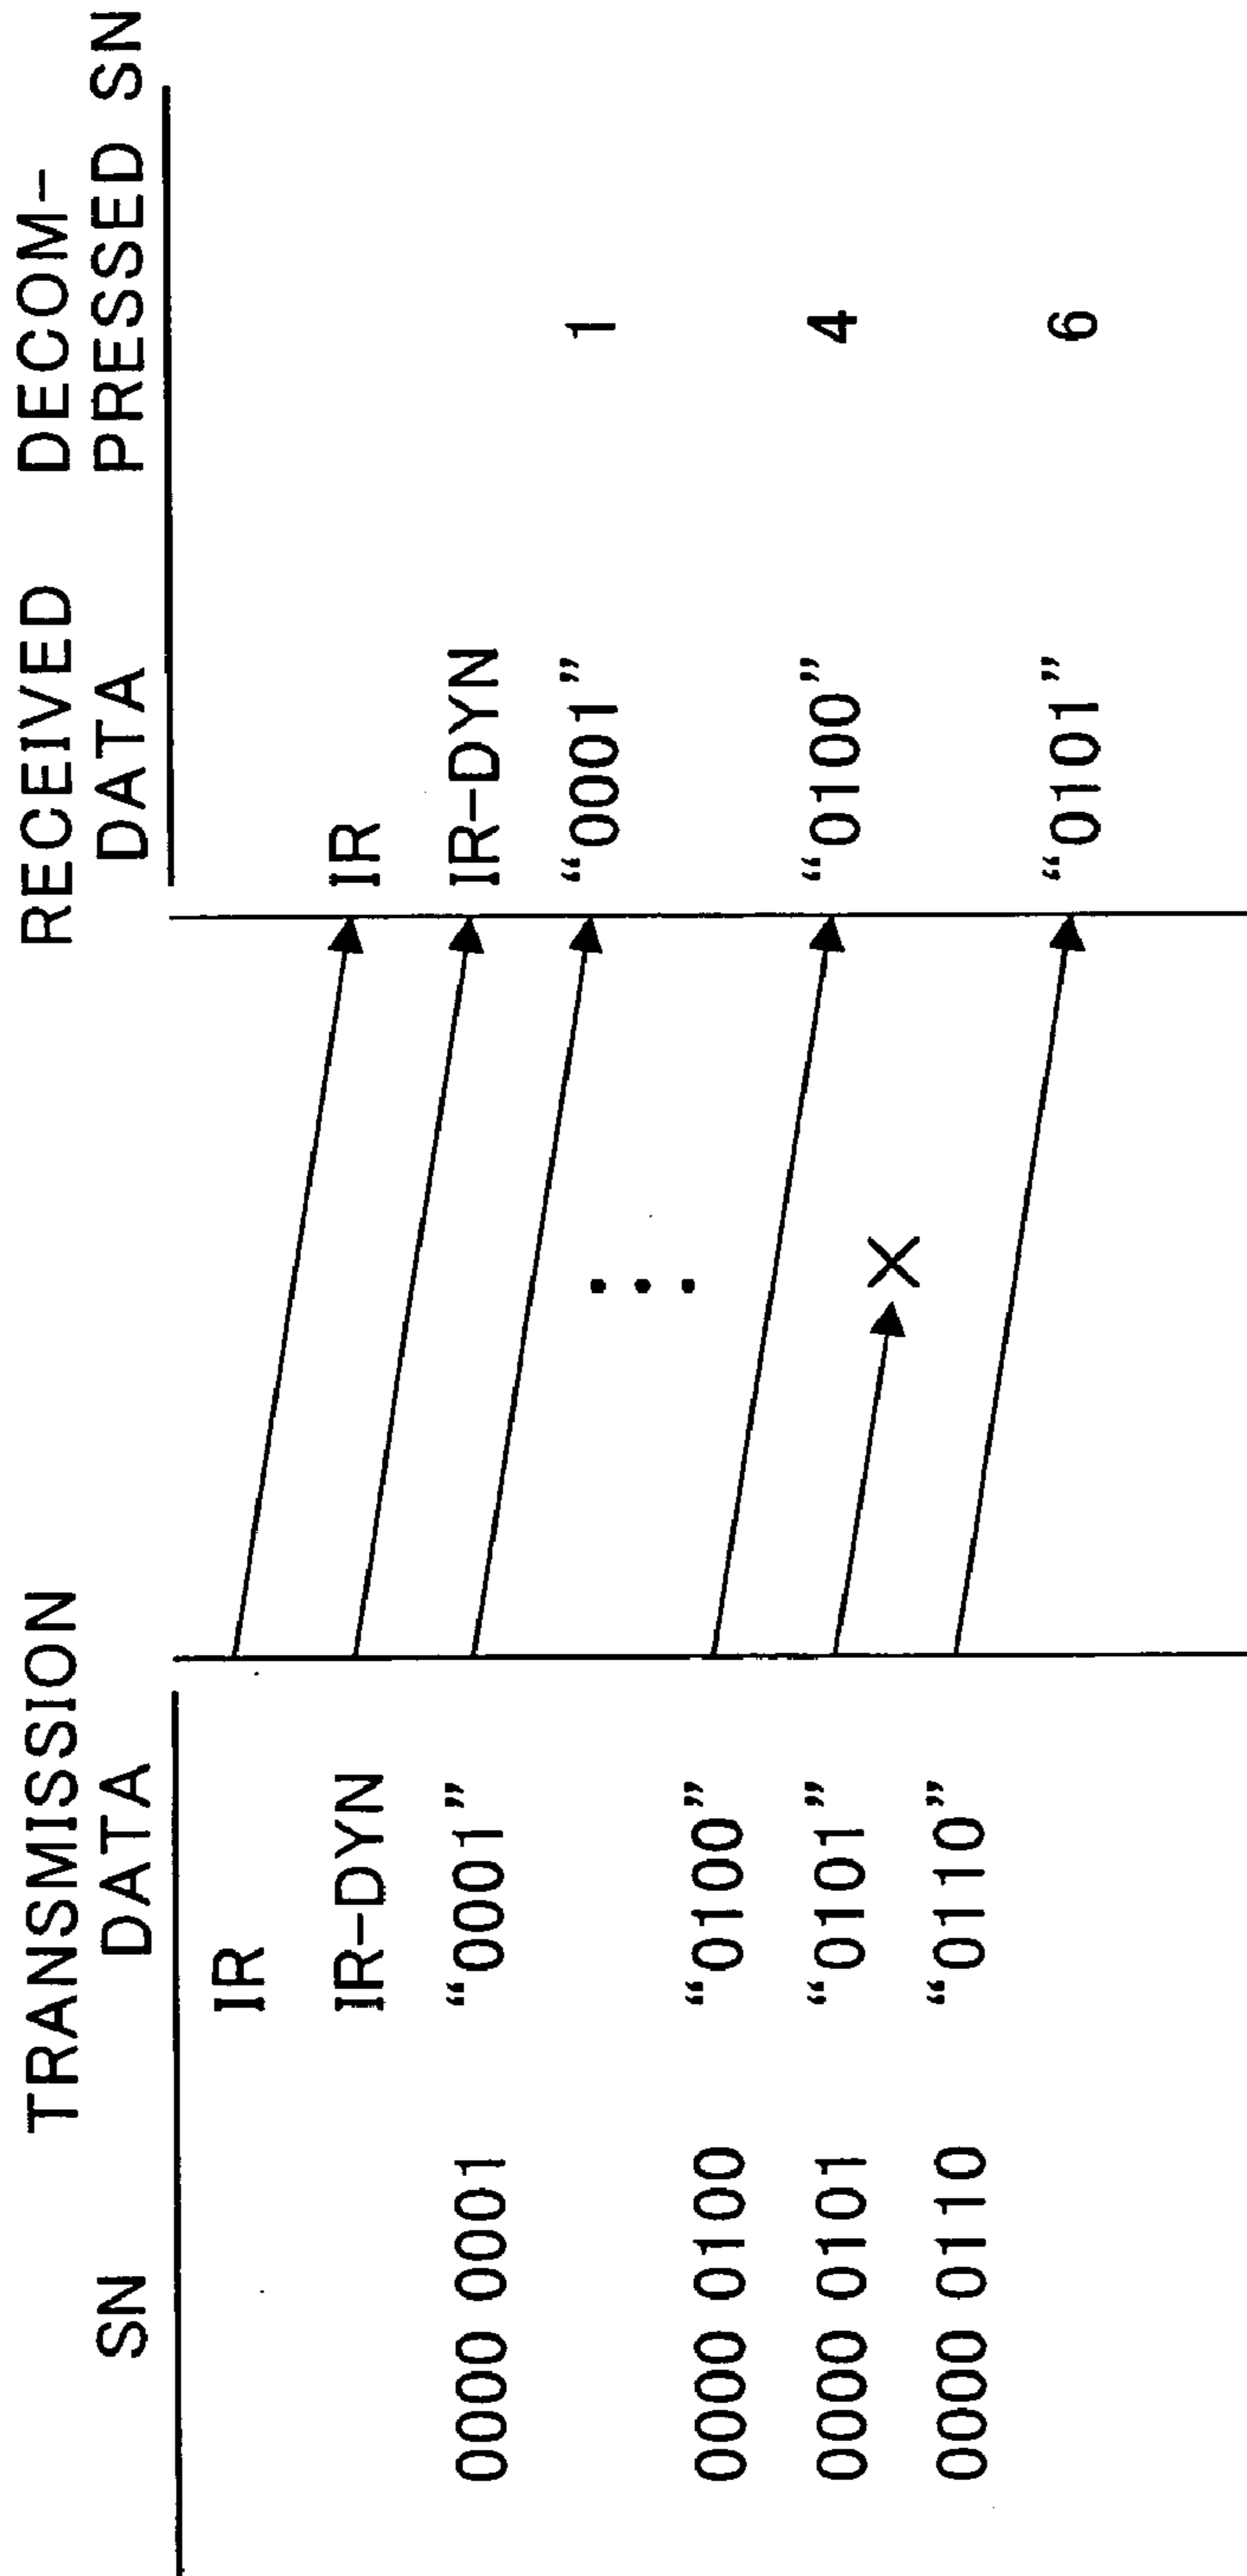 SN
TRANSMISSION
DATA
RECEIVED
DATA
DECOM-
PRESSED SN
IR
IR
IR-DYN
IR-DYN
0000 0001 “0001”
“0001” 1
0000 0100 “0100”
“0100” 4
0000 0101 “0101”
0000 0110 “0110”
“0101” 6